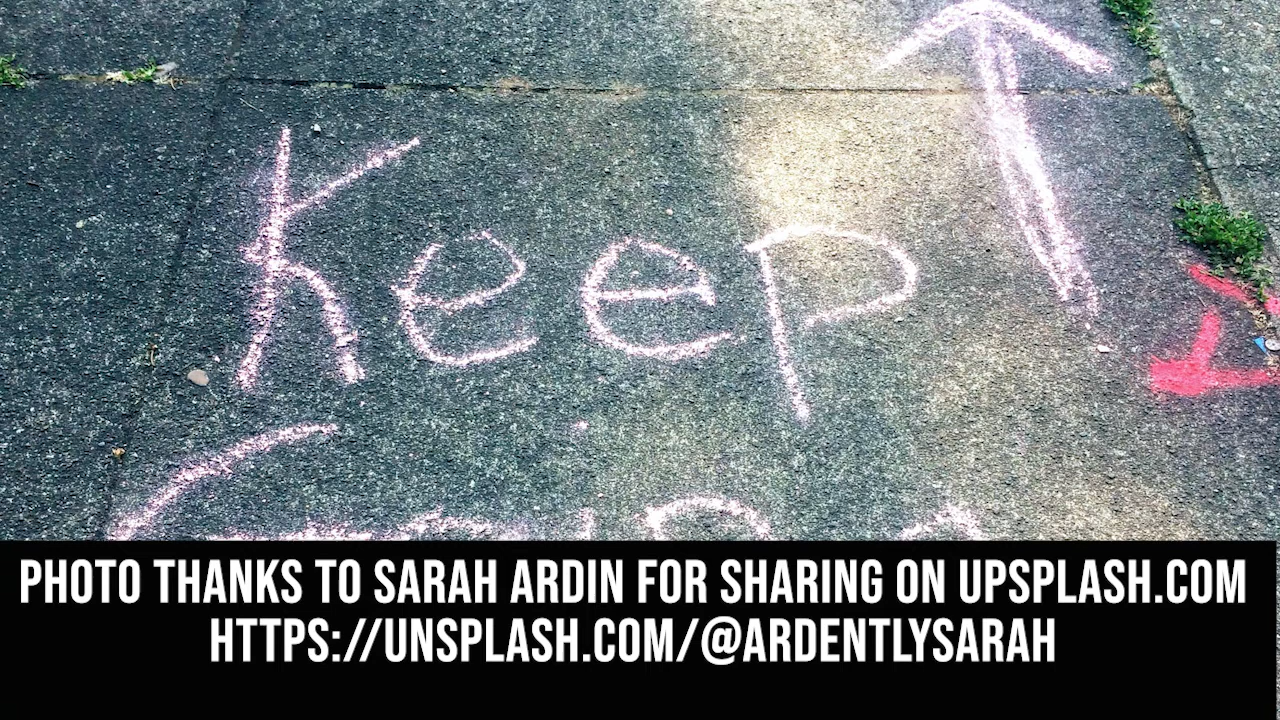 Keep
PHOTO THANKS TO SARAH ARDIN FOR SHARING ON UPSPLASH.COM
HTTPS://UNSPLASH.COM/@ARDENTLYSARAH